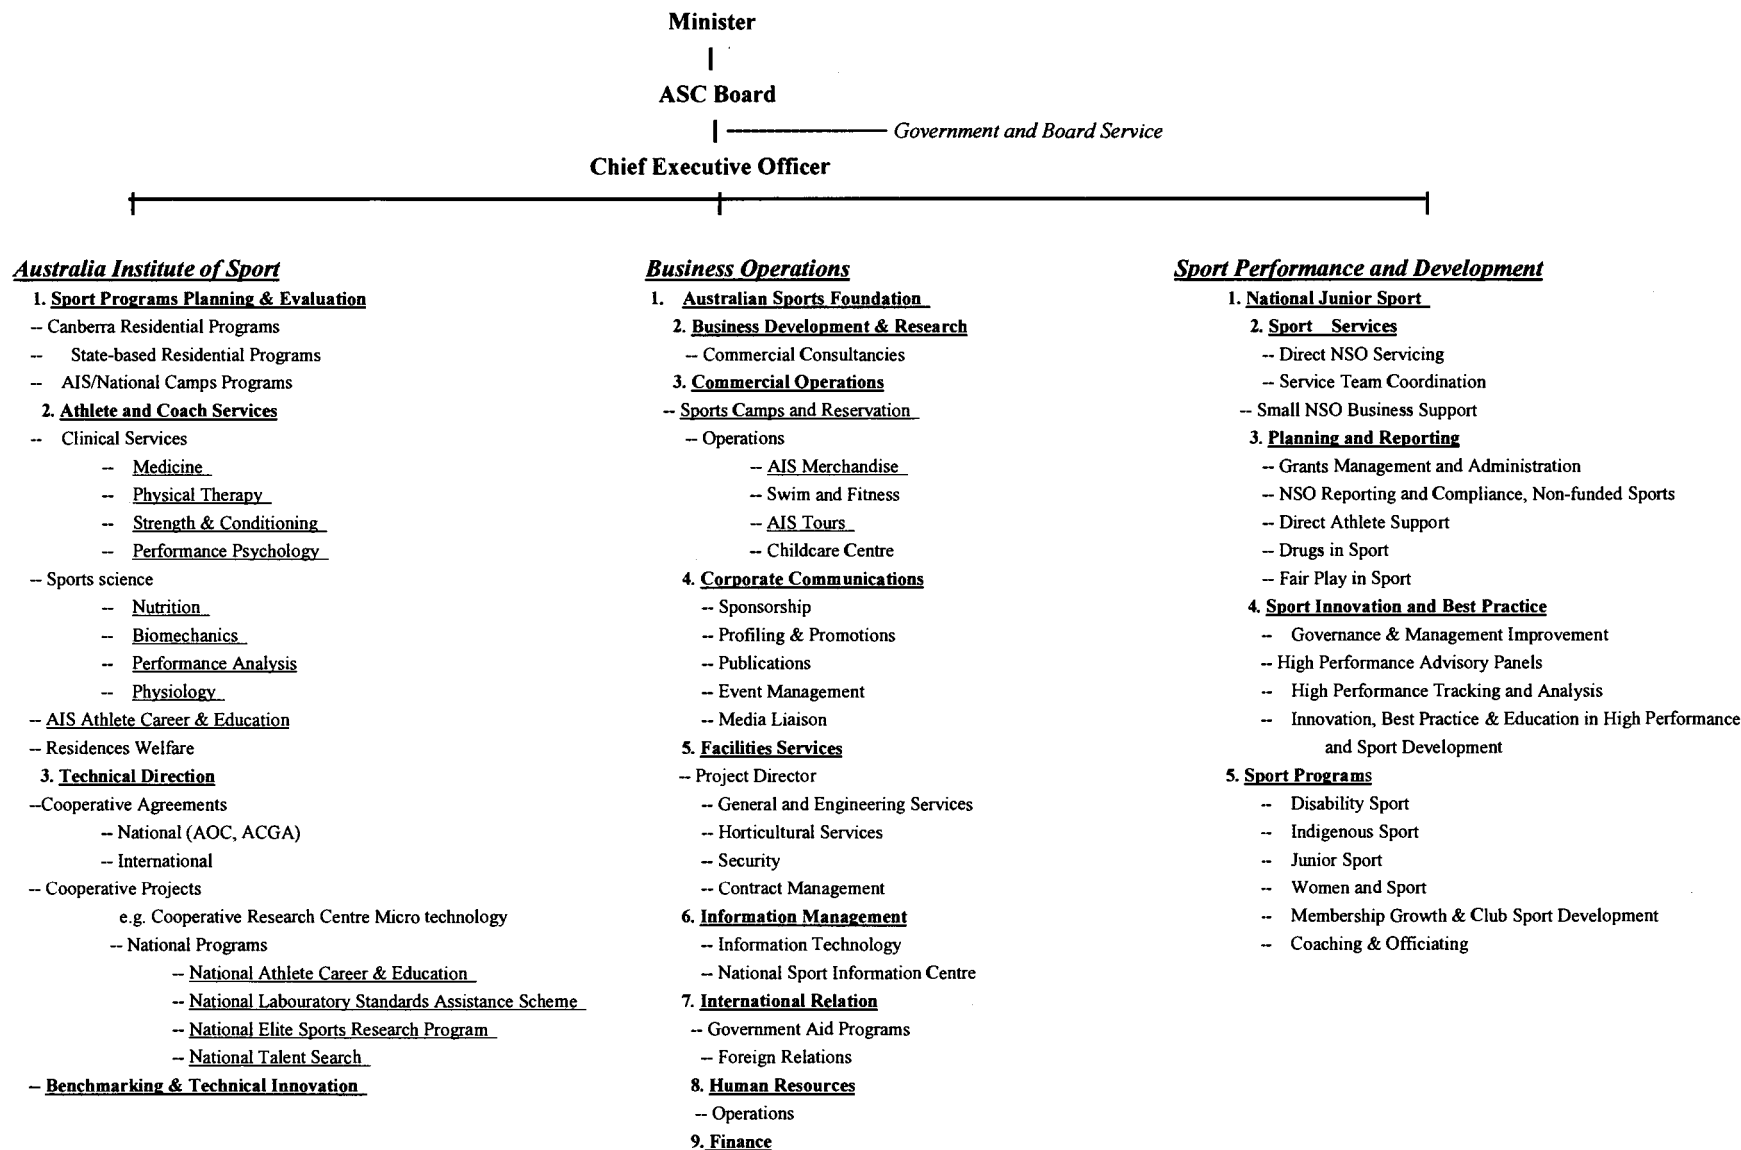 Minister
ASC Board
Government and Board Service
Chief Executive Officer
Australia Institute of Sport
1. Sport Programs Planning & Evaluation
-- Canberra Residential Programs
-- State-based Residential Programs
-- AIS/National Camps Programs
2. Athlete and Coach Services
-- Clinical Services
-- Medicine
-- Physical Therapy
-- Strength & Conditioning
-- Performance Psychology
-- Sports science
-- Nutrition
-- Biomechanics
-- Performance Analysis
-- Physiology
-- AIS Athlete Career & Education
-- Residences Welfare
3. Technical Direction
--Cooperative Agreements
-- National (AOC, ACGA)
-- International
-- Cooperative Projects
e.g. Cooperative Research Centre Micro technology
-- National Programs
-- National Athlete Career & Education
-- National Labouratory Standards Assistance Scheme
-- National Elite Sports Research Program
-- National Talent Search
-- Benchmarking & Technical Innovation
Business Operations
1. Australian Sports Foundation
2. Business Development & Research
-- Commercial Consultancies
3. Commercial Operations
-- Sports Camps and Reservation
-- Operations
-- AIS Merchandise
-- Swim and Fitness
-- AIS Tours
-- Childcare Centre
4. Corporate Communications
-- Sponsorship
-- Profiling & Promotions
-- Publications
-- Event Management
-- Media Liaison
5. Facilities Services
-- Project Director
-- General and Engineering Services
-- Horticultural Services
-- Security
-- Contract Management
6. Information Management
-- Information Technology
-- National Sport Information Centre
7. International Relation
-- Government Aid Programs
-- Foreign Relations
8. Human Resources
-- Operations
9. Finance
Sport Performance and Development
1. National Junior Sport
2. Sport Services
-- Direct NSO Servicing
-- Service Team Coordination
-- Small NSO Business Support
3. Planning and Reporting
-- Grants Management and Administration
-- NSO Reporting and Compliance, Non-funded Sports
-- Direct Athlete Support
-- Drugs in Sport
-- Fair Play in Sport
4. Sport Innovation and Best Practice
-- Governance & Management Improvement
-- High Performance Advisory Panels
-- High Performance Tracking and Analysis
-- Innovation, Best Practice & Education in High Performance
and Sport Development
5. Sport Programs
-- Disability Sport
-- Indigenous Sport
-- Junior Sport
-- Women and Sport
-- Membership Growth & Club Sport Development
-- Coaching & Officiating